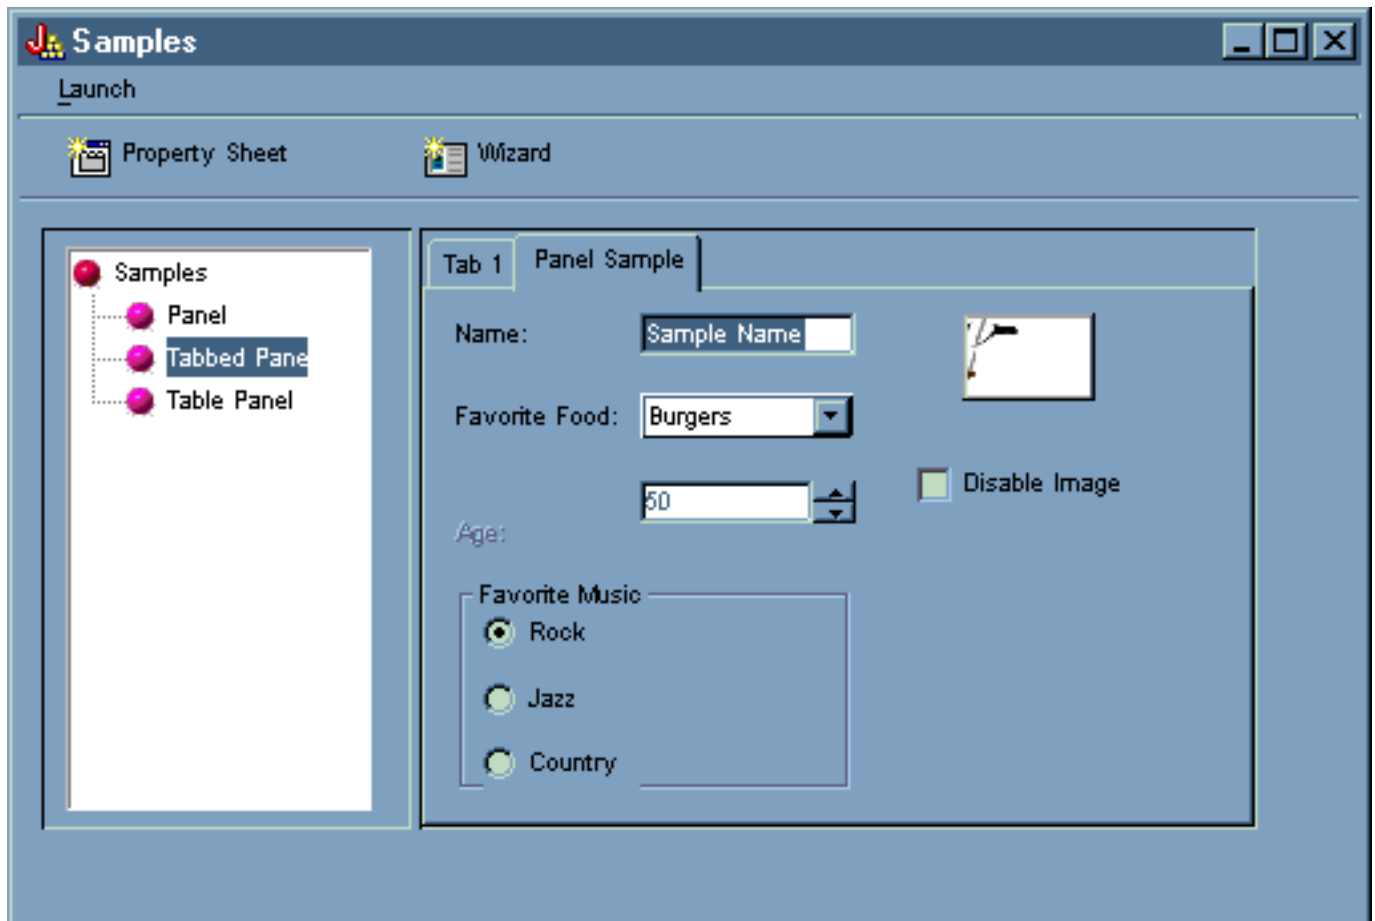 Samples
Launch
Property Sheet
Wizard
Samples
Panel
Tabbed Pane
Table Panel
Tab 1
Panel Sample
Name:
Sample Name
Favorite Food:
Burgers
Age:
50
Disable Image
Favorite Music
Rock
Jazz
Country